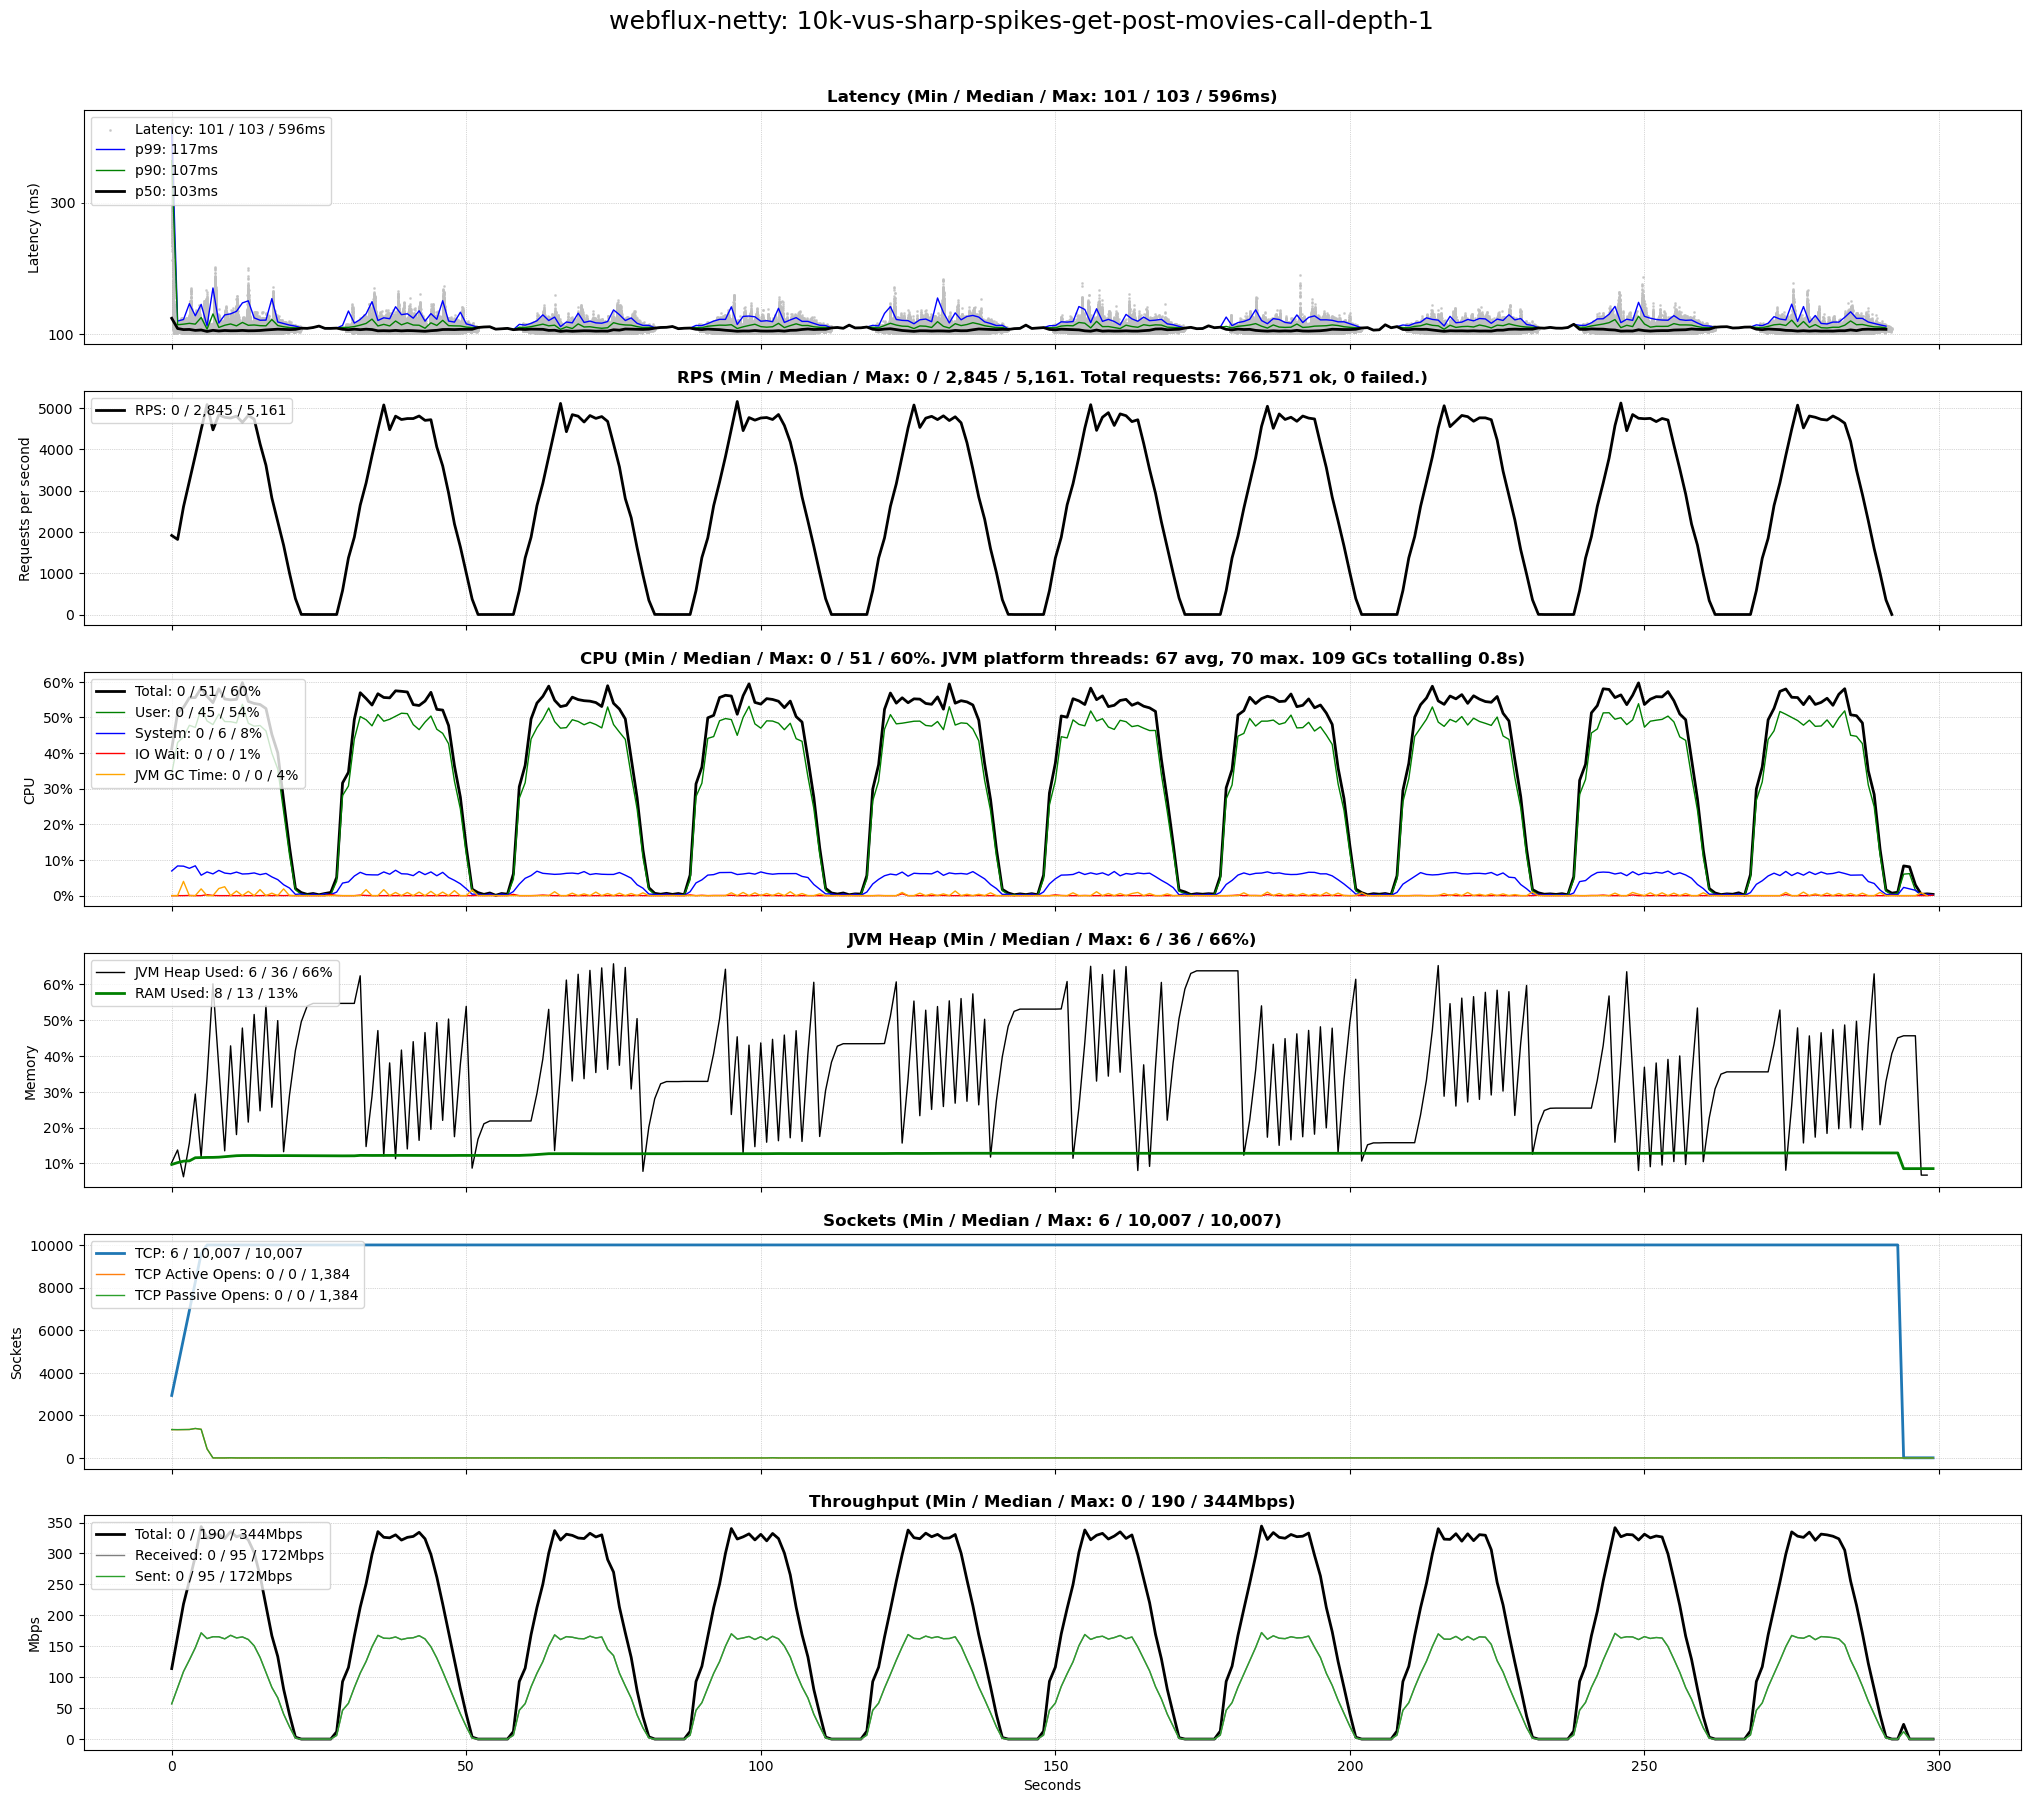 webflux-netty: 10k-vus-sharp-spikes-get-post-movies-call-depth-1
Latency (Min / Median / Max: 101 / 103 / 596ms)
Latency: 101 / 103 / 596ms
p99: 117ms
p90: 107ms
p50: 103ms
300
100
Latency (ms)
RPS (Min / Median / Max: 0 / 2,845 / 5,161. Total requests: 766,571 ok, 0 failed.)
RPS: 0 / 2,845 / 5,161
5000
4000
3000
2000
1000
0
Requests per second
CPU (Min / Median / Max: 0 / 51 / 60%. JVM platform threads: 67 avg, 70 max. 109 GCs totalling 0.8s)
Total: 0 / 51 / 60%
User: 0 / 45 / 54%
System: 0 / 6 / 8%
IO Wait: 0 / 0 / 1%
JVM GC Time: 0 / 0 / 4%
60%
50%
40%
30%
20%
10%
0%
CPU
JVM Heap (Min / Median / Max: 6 / 36 / 66%)
JVM Heap Used: 6 / 36 / 66%
RAM Used: 8 / 13 / 13%
60%
50%
40%
30%
20%
10%
Memory
Sockets (Min / Median / Max: 6 / 10,007 / 10,007)
TCP: 6 / 10,007 / 10,007
TCP Active Opens: 0 / 0 / 1,384
TCP Passive Opens: 0 / 0 / 1,384
10000
8000
6000
4000
2000
0
Sockets
Throughput (Min / Median / Max: 0 / 190 / 344Mbps)
Total: 0 / 190 / 344Mbps
Received: 0 / 95 / 172Mbps
Sent: 0 / 95 / 172Mbps
350
300
250
200
150
100
50
0
Mbps
0 50 100 150 200 250 300
Seconds